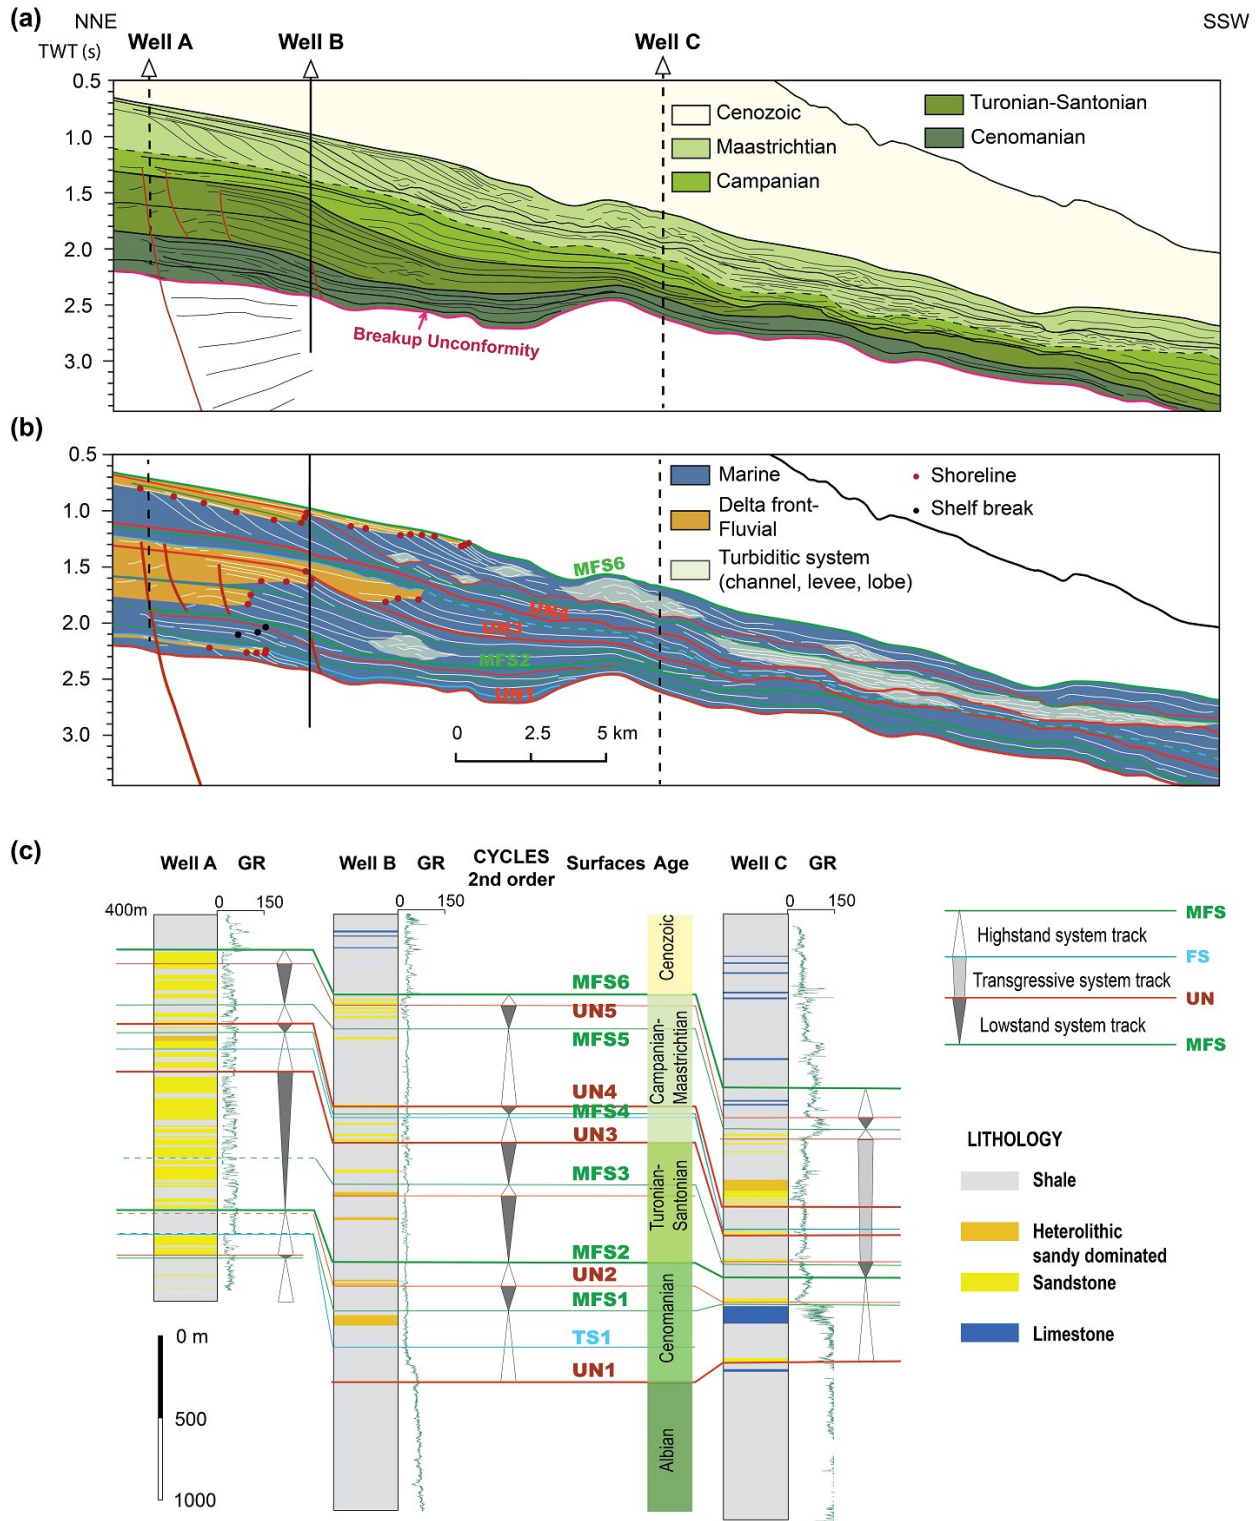 (a)
NNE
SSW
TWT (s)
Well A
Well B
Well C
0.5
1.0
1.5
2.0
2.5
3.0
Cenozoic
Maastrichtian
Campanian
Turonian-Santonian
Cenomanian
Breakup Unconformity
(b)
0.5
1.0
1.5
2.0
2.5
3.0
Marine
Delta front-
Fluvial
Turbiditic system
(channel, levee, lobe)
Shoreline
Shelf break
MFS6
UN4
UN3
MFS2
UN1
0 2.5 5 km
(c)
Well A GR
Well B GR
CYCLES
2nd order
Surfaces
Age
Well C GR
400m
0 150
0 150
0 150
MFS6
UN5
MFS5
UN4
MFS4
UN3
MFS3
MFS2
UN2
MFS1
TS1
UN1
Cenozoic
Campanian-
Maastrichtian
Turonian-
Santonian
Cenomanian
Albian
MFS
Highstand system track
FS
Transgressive system track
UN
Lowstand system track
MFS
LITHOLOGY
Shale
Heterolithic
sandy dominated
Sandstone
Limestone
0 m
500
1000